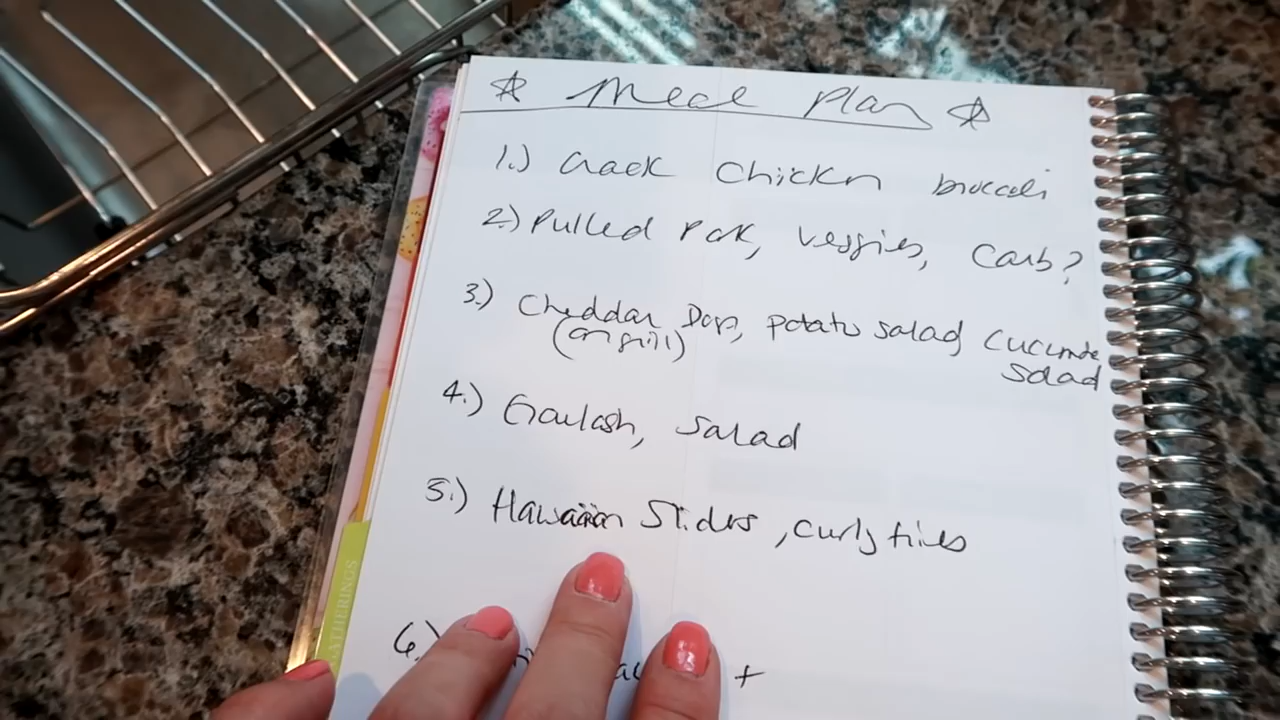 ☆ Meal Plan ☆
1.) Crack Chicken broccoli
2.) Pulled Pork, Veggies, Carb?
3.) Cheddar Dogs, potato salad Cucumber
(on grill) salad
4.) Goulash, Salad
5.) Hawaiian Sliders, curly fries
6.) +
GATHERINGS